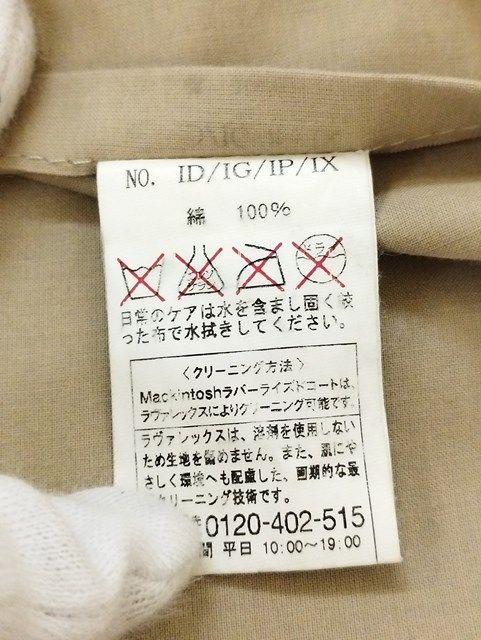 NO. ID/IG/IP/IX
綿 100%
ドライ
日常のケアは水を含まし固く絞
った布で水拭きしてください。
〈クリーニング方法〉
Mackintoshラバーライズドコートは、
ラヴァレックスによりクリーニング可能です。
ラヴァレックスは、溶剤を使用しない
ため生地を傷めません。また、肌にや
さしく環境へも配慮した、画期的な最
クリーニング技術です。
0120-402-515
間 平日 10:00〜19:00